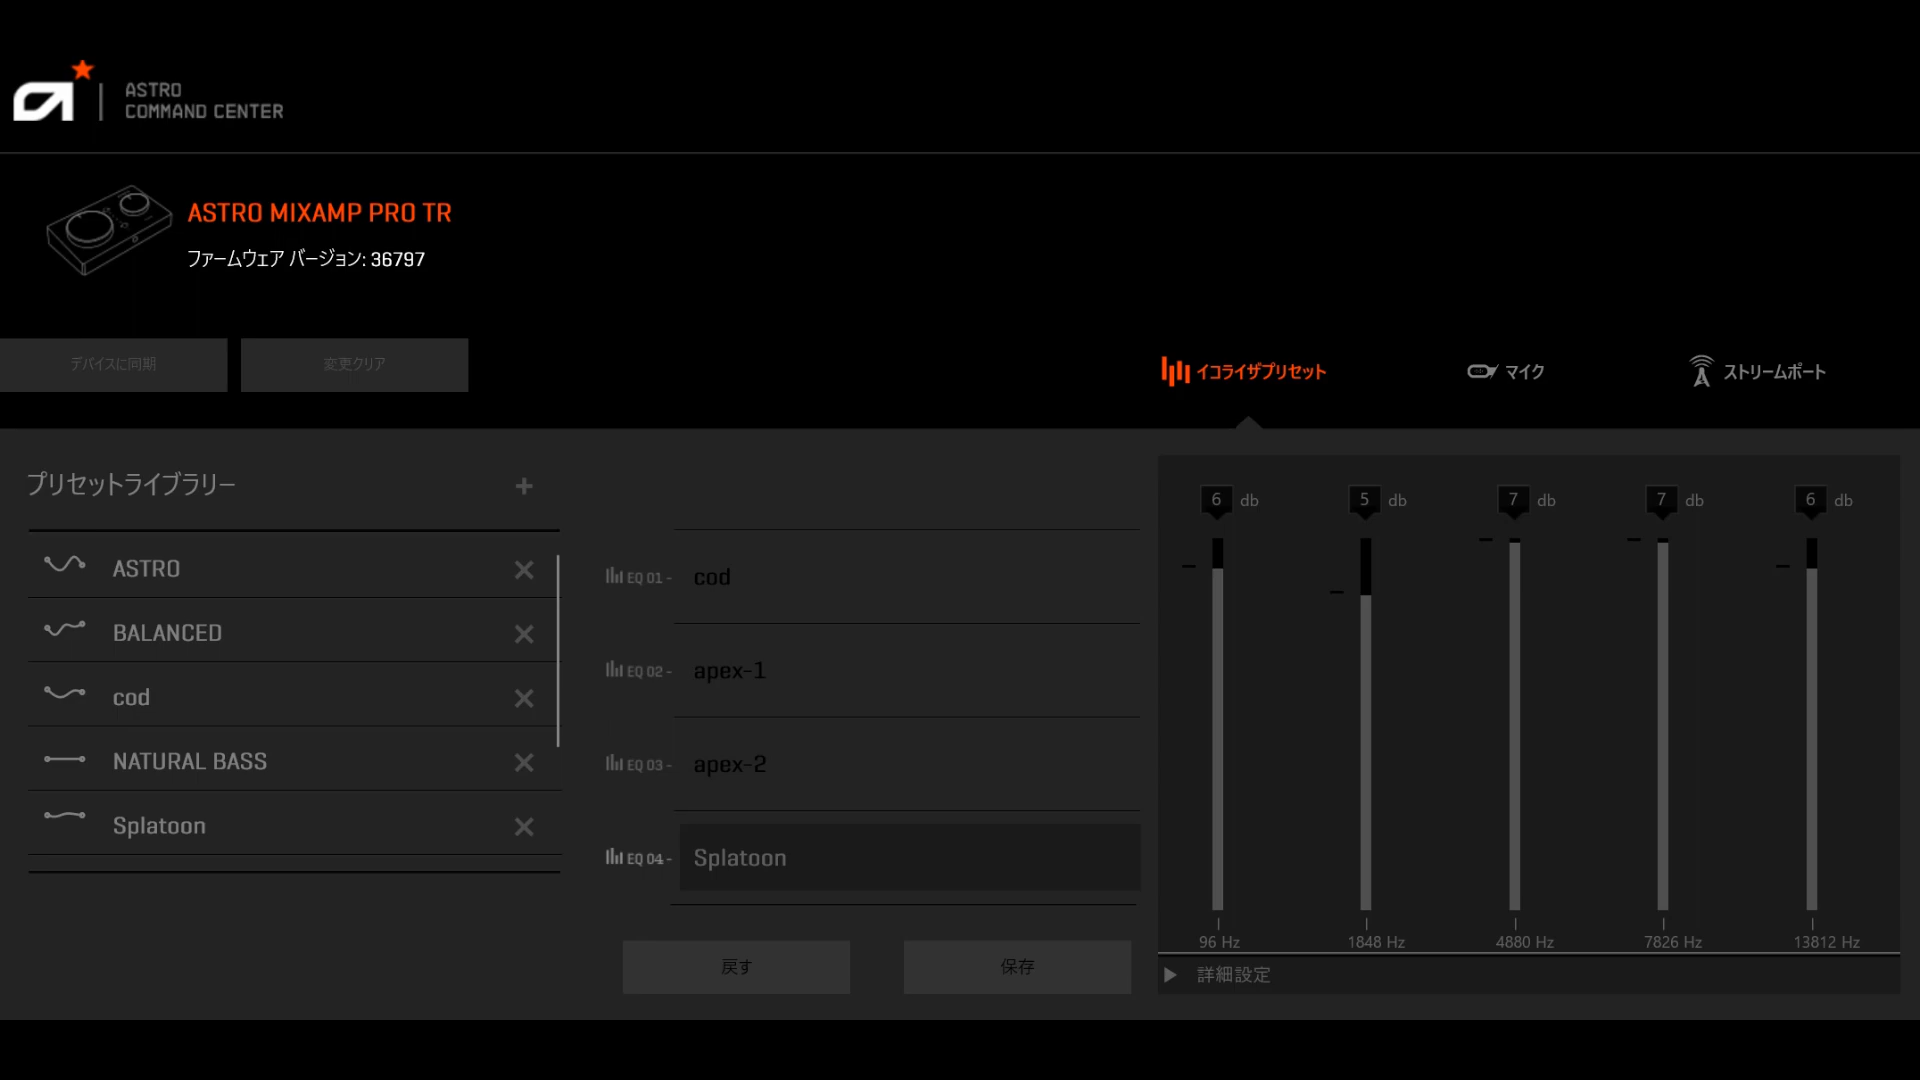 ASTRO
COMMAND CENTER
ASTRO MIXAMP PRO TR
ファームウェア バージョン: 36797
デバイスに同期
変更クリア
イコライザプリセット
マイク
ストリームポート
プリセットライブラリー
+
ASTRO
BALANCED
cod
NATURAL BASS
Splatoon
EQ 01 - cod
EQ 02 - apex-1
EQ 03 - apex-2
EQ 04 - Splatoon
戻す
保存
6 db
5 db
7 db
7 db
6 db
96 Hz
1848 Hz
4880 Hz
7826 Hz
13812 Hz
詳細設定